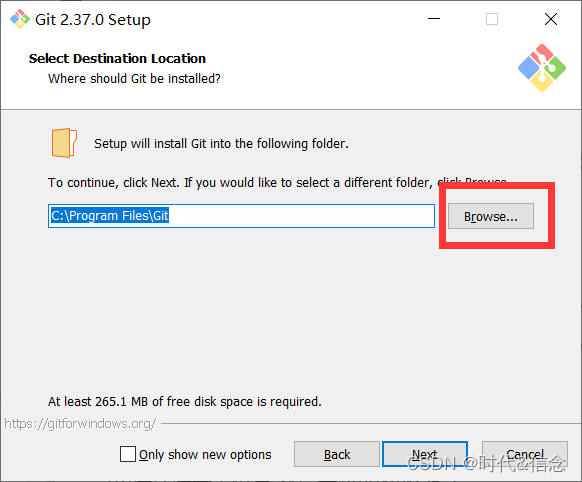 Git 2.37.0 Setup
Select Destination Location
Where should Git be installed?
Setup will install Git into the following folder.
To continue, click Next. If you would like to select a different folder, click Browse.
C:\Program Files\Git
Browse...
At least 265.1 MB of free disk space is required.
https://gitforwindows.org/
Only show new options
Back
Next
Cancel
CSDN @时代&信念